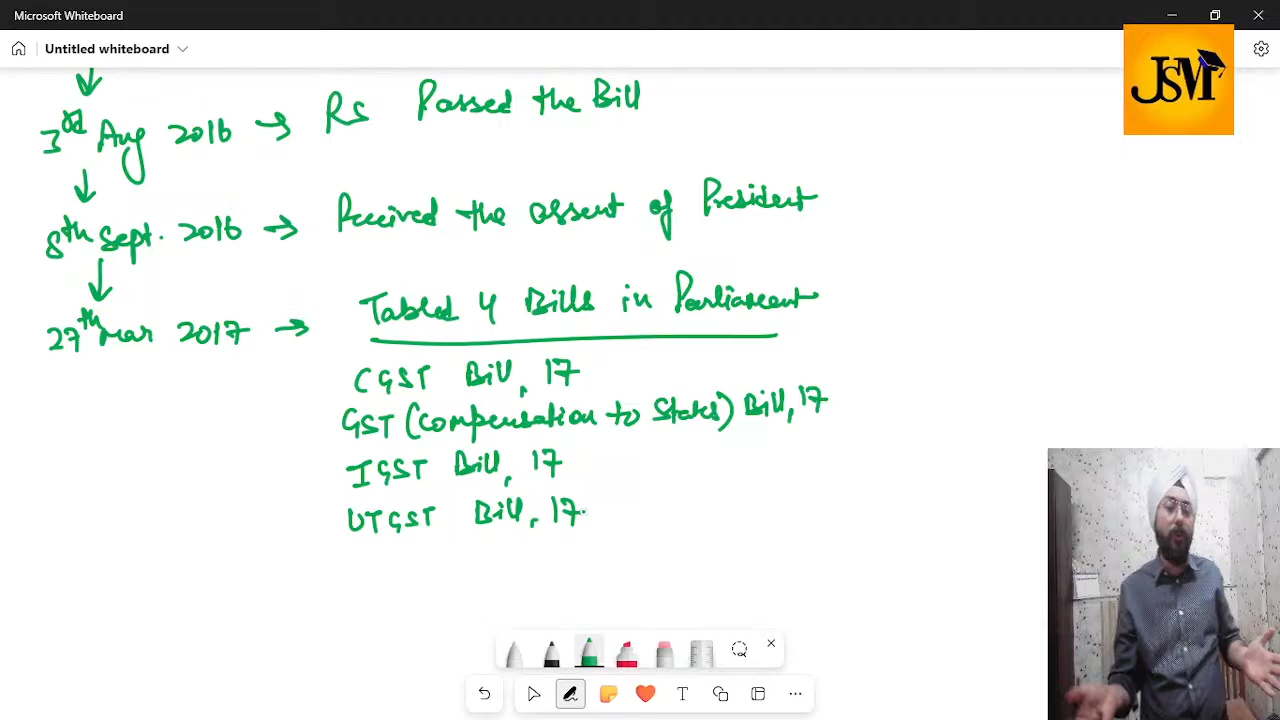 Microsoft Whiteboard
Untitled whiteboard
JSM
3rd Aug 2016 → RS Passed the Bill
8th Sept. 2016 → Received the assent of President
27th Mar 2017 → Tabled 4 Bills in Parliament
CGST Bill, 17
GST (Compensation to States) Bill, 17
IGST Bill, 17
UTGST Bill, 17
T